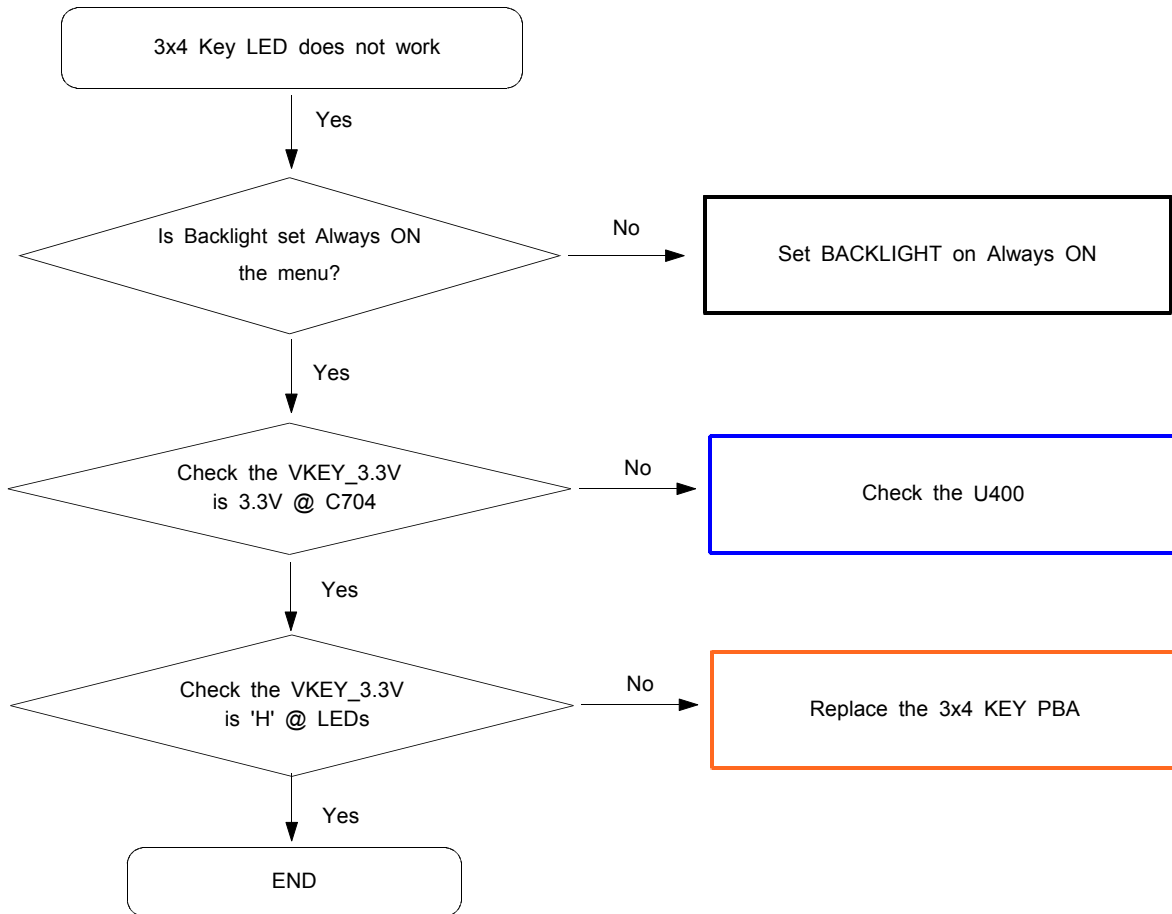 3x4 Key LED does not work
Yes
Is Backlight set Always ON
the menu?
No
Set BACKLIGHT on Always ON
Yes
Check the VKEY_3.3V
is 3.3V @ C704
No
Check the U400
Yes
Check the VKEY_3.3V
is 'H' @ LEDs
No
Replace the 3x4 KEY PBA
Yes
END